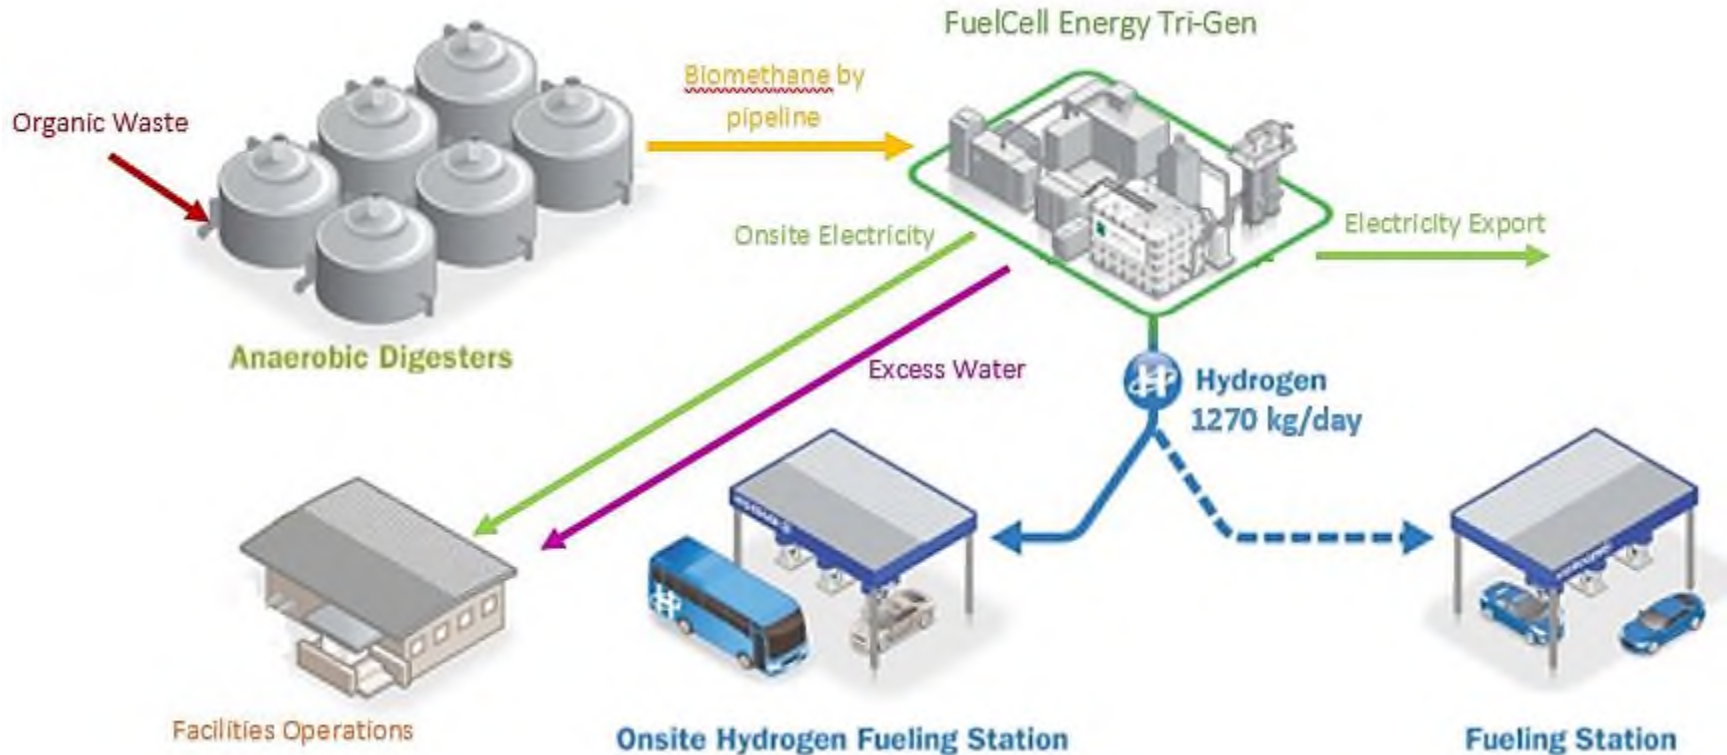 FuelCell Energy Tri-Gen
Biomethane by
pipeline
Organic Waste
Onsite Electricity
Electricity Export
Anaerobic Digesters
Excess Water
Hydrogen
1270 kg/day
Facilities Operations
Onsite Hydrogen Fueling Station
Fueling Station